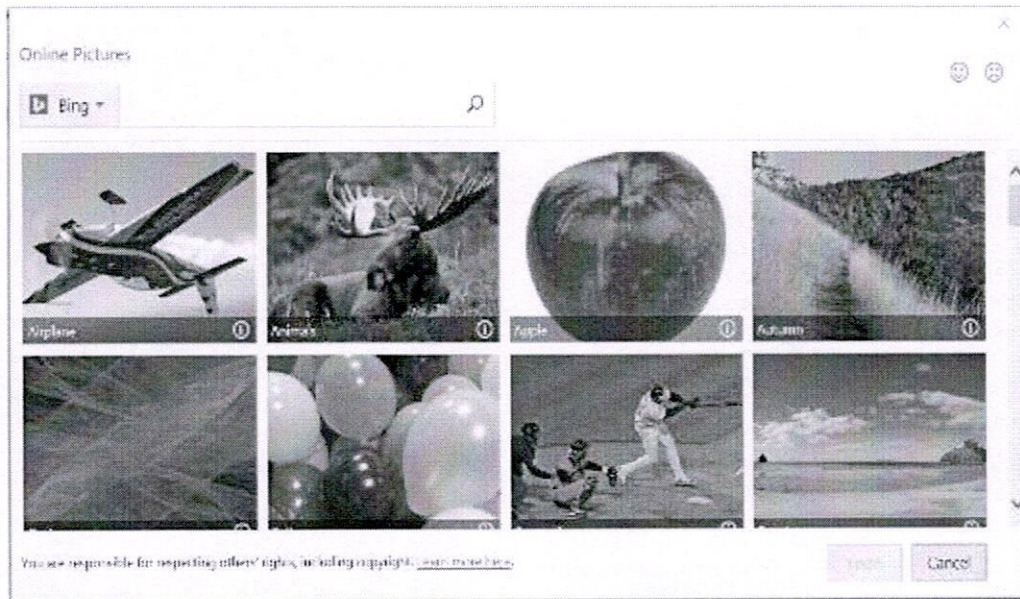 Online Pictures
Bing
Airplane
Animals
Apple
Autumn
You are responsible for respecting others' rights, including copyright. Learn more here.
Cancel